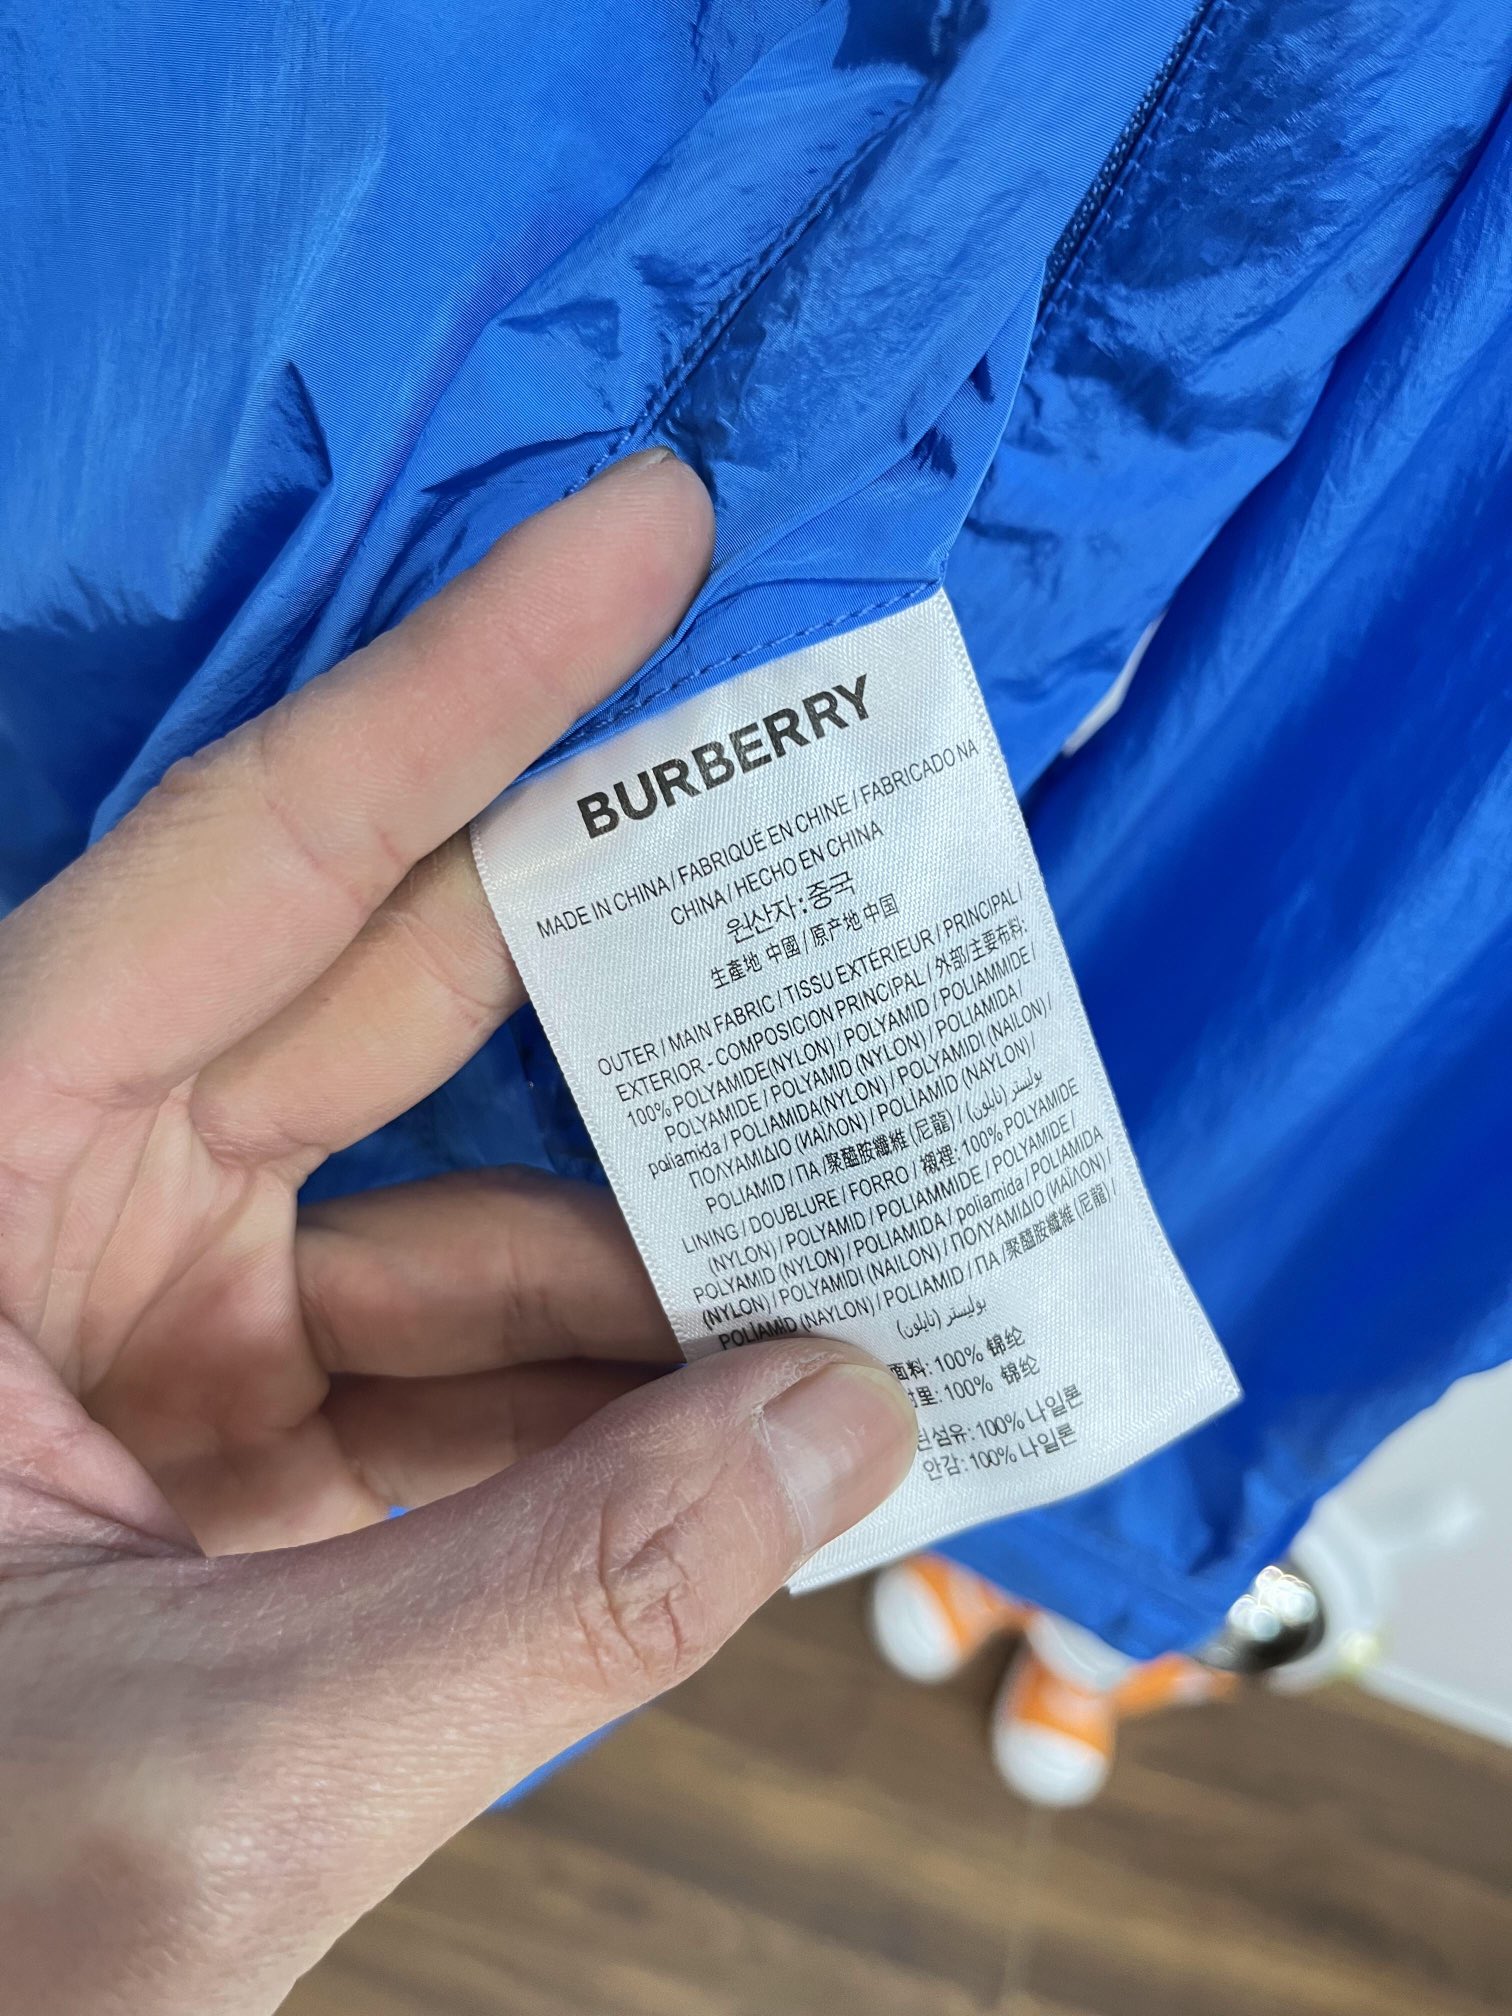 BURBERRY
MADE IN CHINA / FABRIQUÉ EN CHINE / FABRICADO NA
CHINA / HECHO EN CHINA
원산자:중국
生產地 中國 / 原产地 中国
OUTER / MAIN FABRIC / TISSU EXTÉRIEUR / PRINCIPAL /
EXTERIOR - COMPOSICION PRINCIPAL / 外部/主要布料:
100% POLYAMIDE(NYLON) / POLYAMID / POLIAMMIDE /
POLYAMIDE / POLYAMID (NYLON) / POLIAMIDA /
poliamida / POLIAMIDA(NYLON) / POLYAMIDI (NAILON) /
ΠΟΛΥΑΜΙΔΙΟ (ΝΑΪΛΟΝ) / POLİAMİD (NAYLON) /
POLIAMID / ПА /聚醯胺纖維 (尼龍) / بوليستر (نايلون)
LINING / DOUBLURE / FORRO / 襯裡: 100% POLYAMIDE
(NYLON) / POLYAMID / POLIAMMIDE / POLYAMIDE /
POLYAMID (NYLON) / POLIAMIDA / poliamida / POLIAMIDA
(NYLON) / POLYAMIDI (NAILON) / ΠΟΛΥΑΜΙΔΙΟ (ΝΑΪΛΟΝ) /
POLİAMİD (NAYLON) / POLIAMID / ПА /聚醯胺纖維 (尼龍) /
بوليستر (نايلون)
面料: 100% 锦纶
里: 100% 锦纶
섬유: 100% 나일론
안감: 100% 나일론